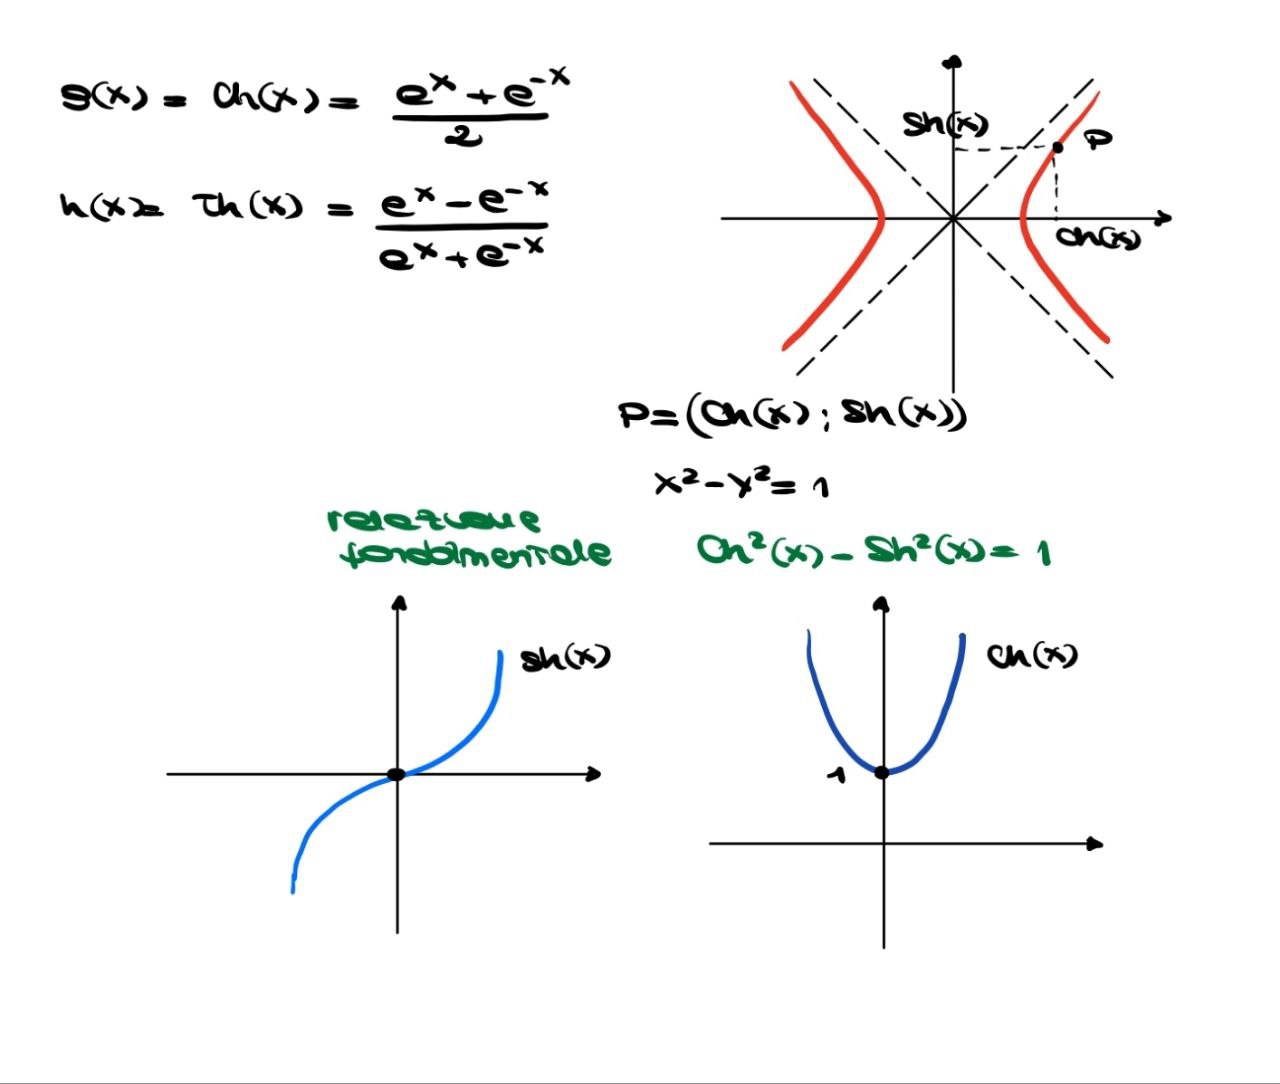 g(x) = Ch(x) = (e^x + e^-x) / 2
h(x) = Th(x) = (e^x - e^-x) / (e^x + e^-x)
Sh(x)
P
Ch(x)
P = (Ch(x) ; Sh(x))
x² - y² = 1
relazione
fondamentale
Ch²(x) - Sh²(x) = 1
sh(x)
Ch(x)
1